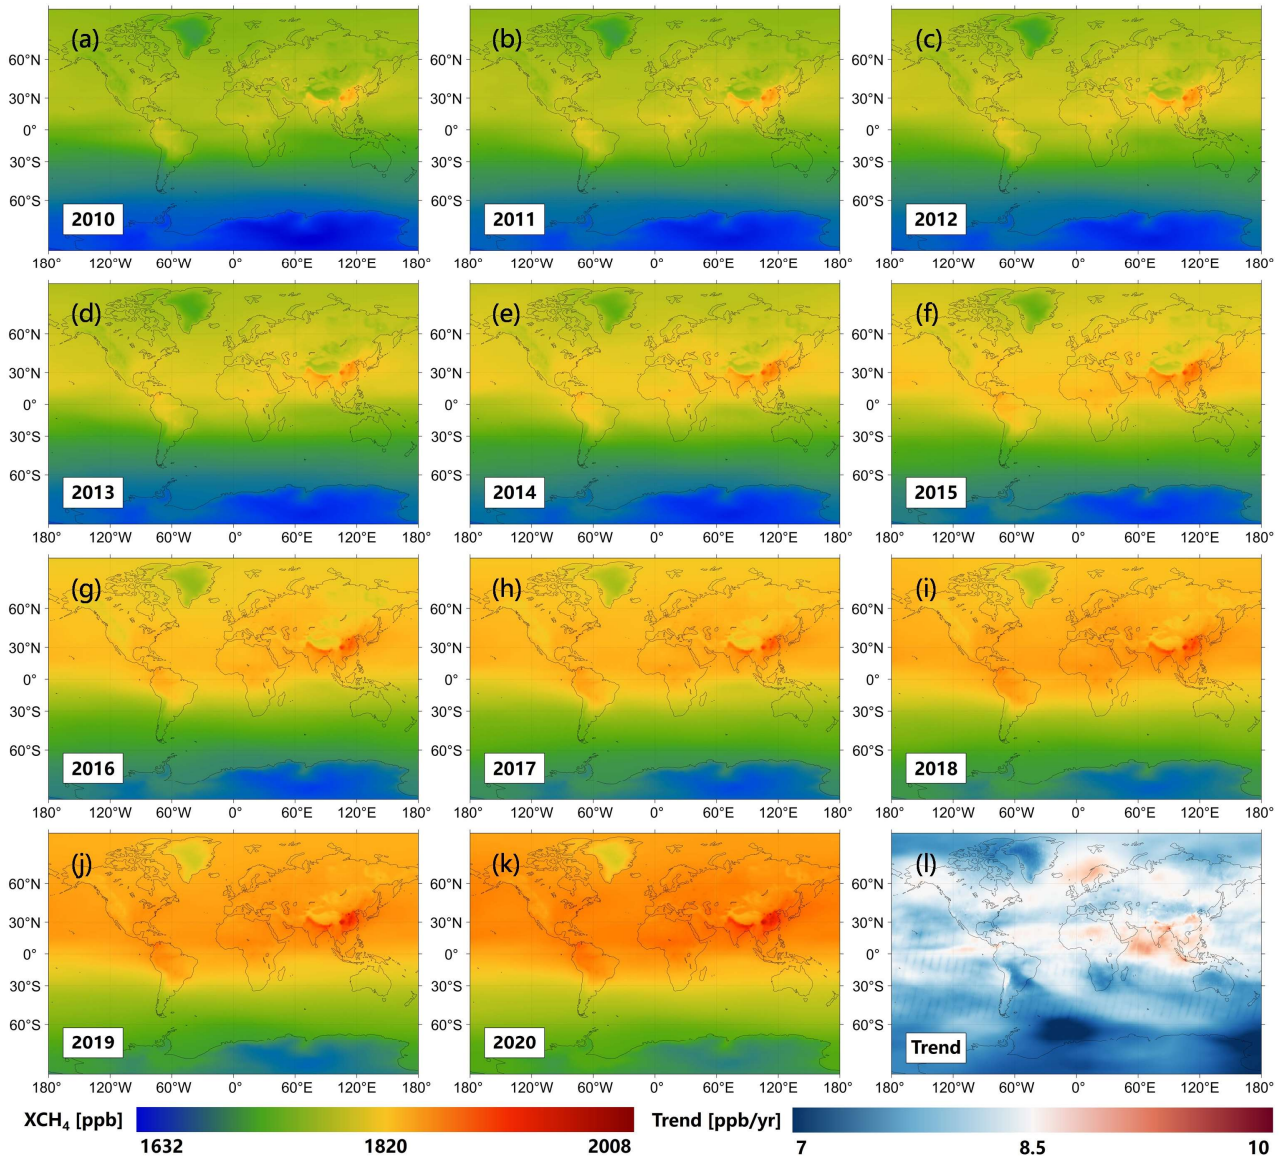 (a) (b) (c)
60°N 60°N 60°N
30°N 30°N 30°N
0° 0° 0°
30°S 30°S 30°S
60°S 60°S 60°S
2010 2011 2012
180° 120°W 60°W 0° 60°E 120°E 180° 180° 120°W 60°W 0° 60°E 120°E 180° 180° 120°W 60°W 0° 60°E 120°E 180°
(d) (e) (f)
60°N 60°N 60°N
30°N 30°N 30°N
0° 0° 0°
30°S 30°S 30°S
60°S 60°S 60°S
2013 2014 2015
180° 120°W 60°W 0° 60°E 120°E 180° 180° 120°W 60°W 0° 60°E 120°E 180° 180° 120°W 60°W 0° 60°E 120°E 180°
(g) (h) (i)
60°N 60°N 60°N
30°N 30°N 30°N
0° 0° 0°
30°S 30°S 30°S
60°S 60°S 60°S
2016 2017 2018
180° 120°W 60°W 0° 60°E 120°E 180° 180° 120°W 60°W 0° 60°E 120°E 180° 180° 120°W 60°W 0° 60°E 120°E 180°
(j) (k) (l)
60°N 60°N 60°N
30°N 30°N 30°N
0° 0° 0°
30°S 30°S 30°S
60°S 60°S 60°S
2019 2020 Trend
180° 120°W 60°W 0° 60°E 120°E 180° 180° 120°W 60°W 0° 60°E 120°E 180° 180° 120°W 60°W 0° 60°E 120°E 180°
XCH₄ [ppb] Trend [ppb/yr]
1632 1820 2008 7 8.5 10